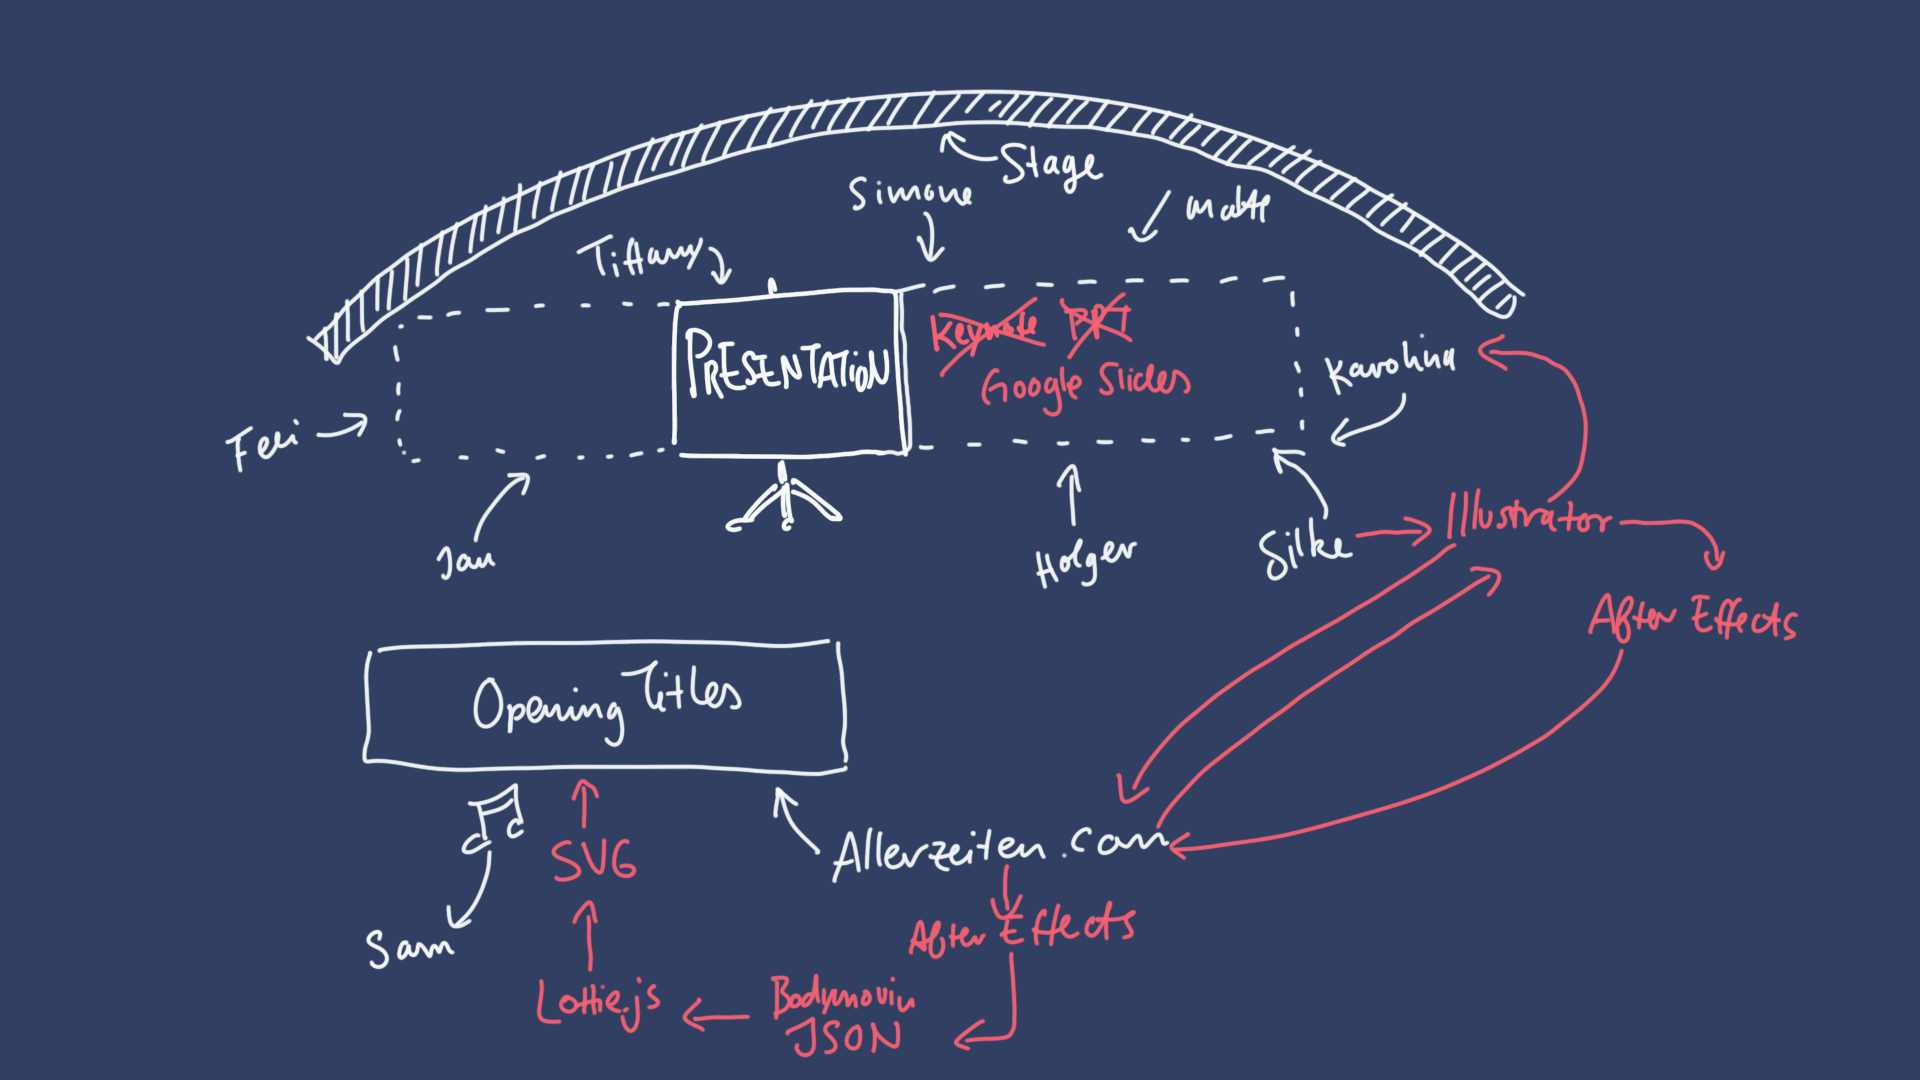 Stage
Simone
matt
Tiffany
PRESENTATION
Keynote PPT
Google Slides
Karolina
Feli
Jan
Holger
Silke
Illustrator
After Effects
Opening Titles
SVG
Allerzeiten.com
Sam
After Effects
Lottie.js
Bodymovin
JSON